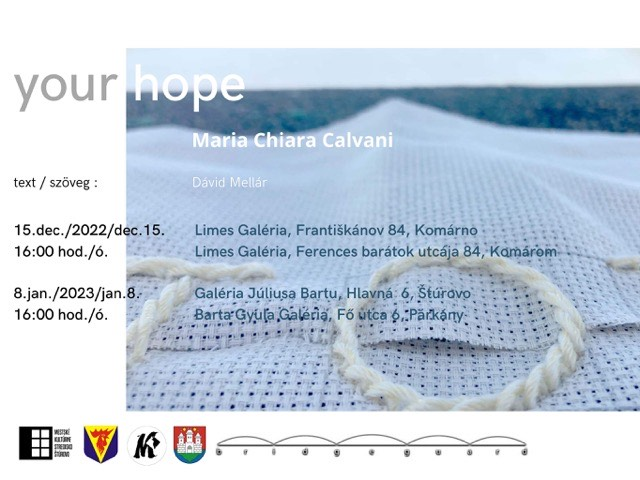 your hope
Maria Chiara Calvani
text / szöveg : Dávid Mellár
15.dec./2022/dec.15. Limes Galéria, Františkánov 84, Komárno
16:00 hod./ó. Limes Galéria, Ferences barátok utcája 84, Komárom
8.jan./2023/jan.8. Galéria Júliusa Bartu, Hlavná 6, Štúrovo
16:00 hod./ó. Barta Gyula Galéria, Fő utca 6, Párkány
MESTSKÉ
KULTÚRNE
STREDISKO
ŠTÚROVO
K
b r i d g e g u a r d